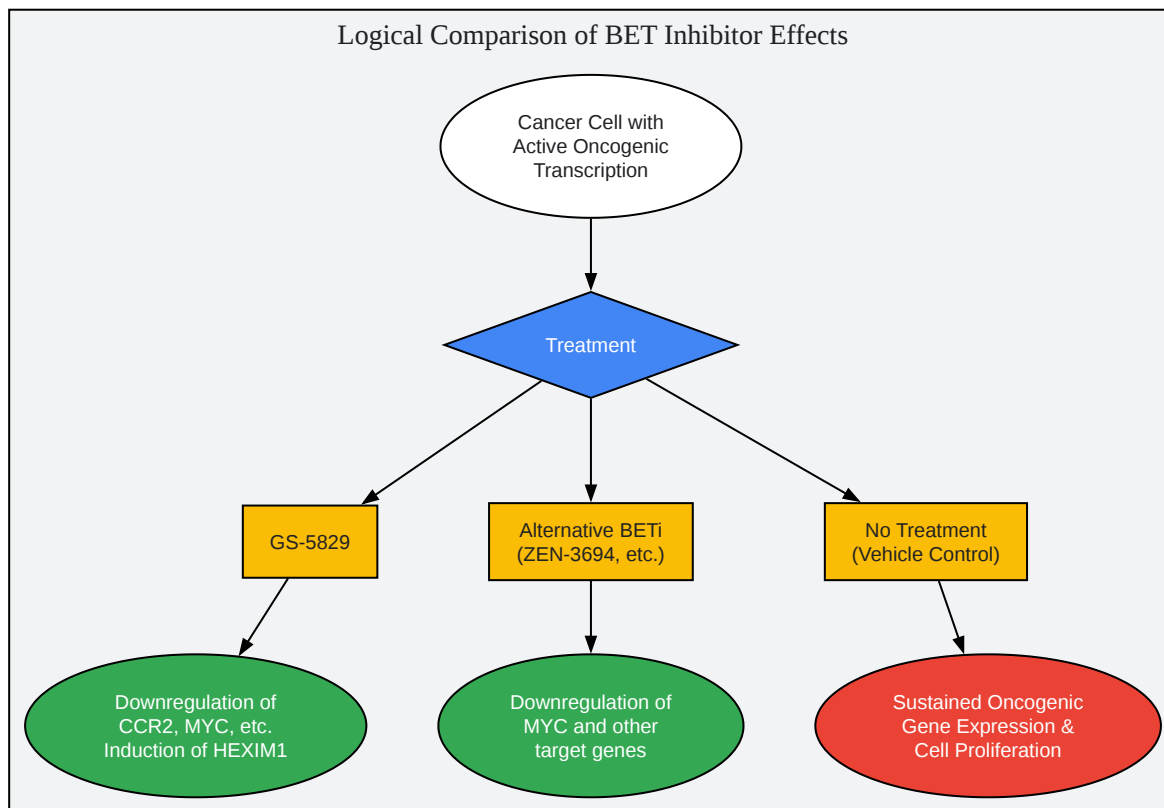 Logical Comparison of BET Inhibitor Effects
Cancer Cell with
Active Oncogenic
Transcription
Treatment
GS-5829
Alternative BETi
(ZEN-3694, etc.)
No Treatment
(Vehicle Control)
Downregulation of
CCR2, MYC, etc.
Induction of HEXIM1
Downregulation of
MYC and other
target genes
Sustained Oncogenic
Gene Expression &
Cell Proliferation